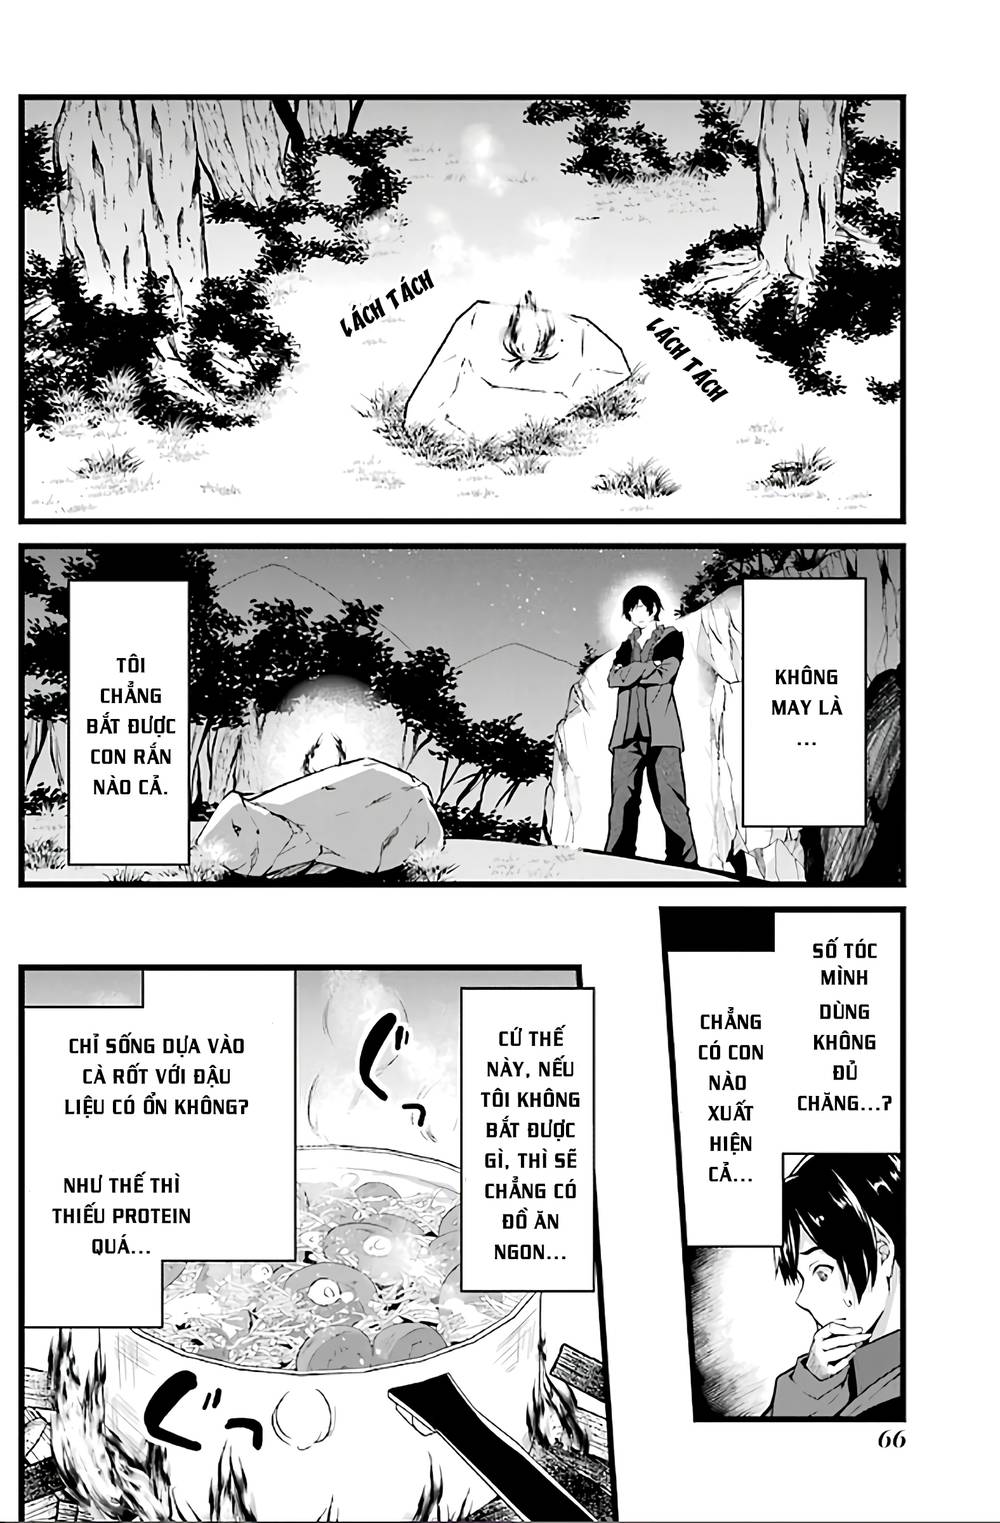 LÁCH TÁCH
LÁCH TÁCH
KHÔNG
MAY LÀ
...
TÔI
CHẲNG
BẮT ĐƯỢC
CON RẮN
NÀO CẢ.
SỐ TÓC
MÌNH
DÙNG
KHÔNG
ĐỦ
CHĂNG...?
CHẲNG
CÓ CON
NÀO
XUẤT
HIỆN
CẢ...
CỨ THẾ
NÀY, NẾU
TÔI KHÔNG
BẮT ĐƯỢC
GÌ, THÌ SẼ
CHẲNG CÓ
ĐỒ ĂN
NGON...
CHỈ SỐNG DỰA VÀO
CÀ RỐT VỚI ĐẬU
LIỆU CÓ ỔN KHÔNG?
NHƯ THẾ THÌ
THIẾU PROTEIN
QUÁ...
ぐっ
ぐっ
66